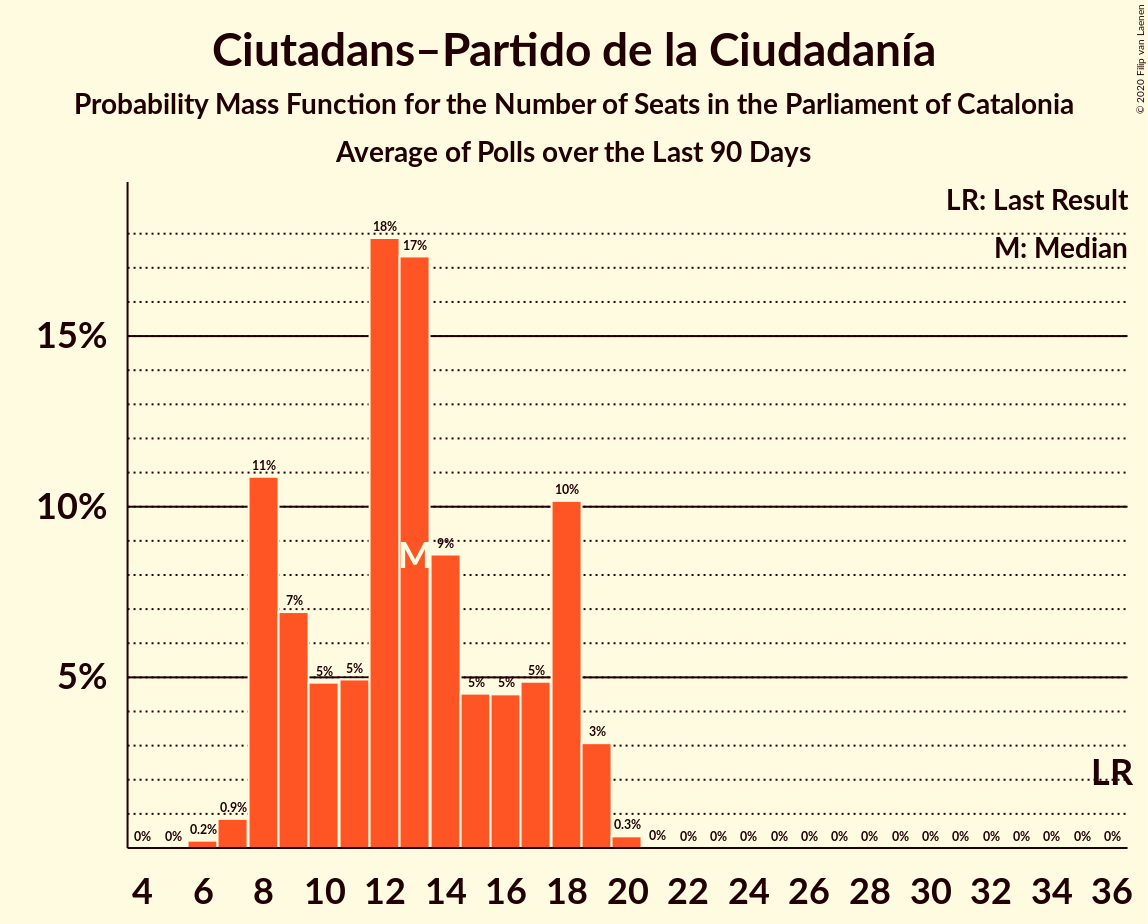 Ciutadans–Partido de la Ciudadanía
Probability Mass Function for the Number of Seats in the Parliament of Catalonia
Average of Polls over the Last 90 Days
© 2020 Filip van Laenen
LR: Last Result
M: Median
15%
10%
5%
0% 0% 0.2% 0.9% 11% 7% 5% 5% 18% 17% 9% 5% 5% 5% 10% 3% 0.3% 0% 0% 0% 0% 0% 0% 0% 0% 0% 0% 0% 0% 0% 0% 0% 0%
M
LR
4 6 8 10 12 14 16 18 20 22 24 26 28 30 32 34 36